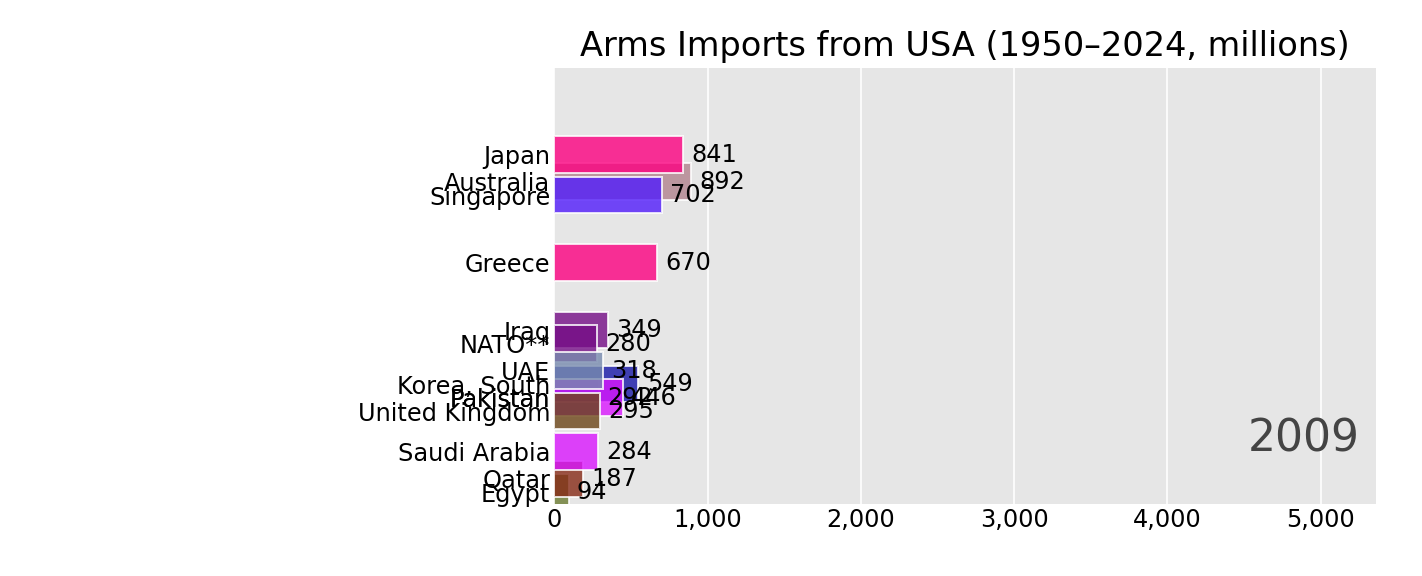 Arms Imports from USA (1950–2024, millions)
Japan 841
Australia 892
Singapore 702
Greece 670
Iraq 349
NATO** 280
UAE 318
Korea, South 549
Pakistan 292 446
United Kingdom 295
2009
Saudi Arabia 284
Qatar 187
Egypt 94
0 1,000 2,000 3,000 4,000 5,000